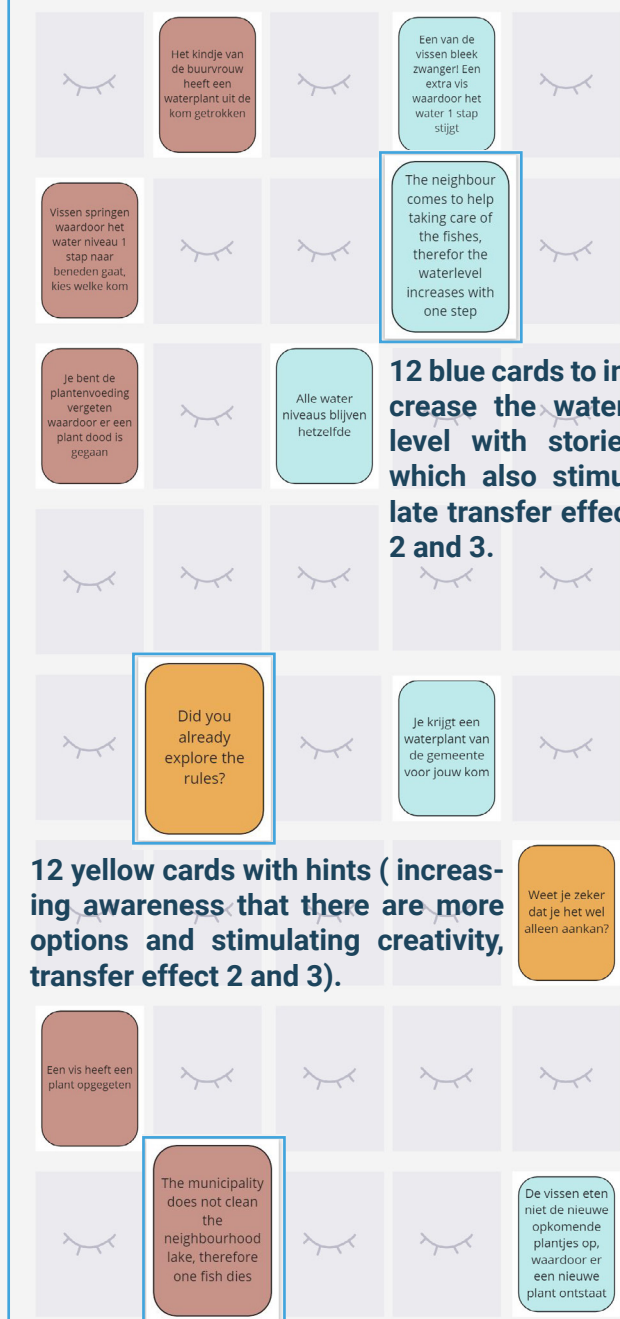 Het kindje van
de buurvrouw
heeft een
waterplant uit de
kom getrokken
Een van de
vissen bleek
zwanger! Een
extra vis
waardoor het
water 1 stap
stijgt
Vissen springen
waardoor het
water niveau 1
stap naar
beneden gaat,
kies welke kom
The neighbour
comes to help
taking care of
the fishes,
therefor the
waterlevel
increases with
one step
Je bent de
plantenvoeding
vergeten
waardoor er een
plant dood is
gegaan
Alle water
niveaus blijven
hetzelfde
12 blue cards to in
crease the water
level with storie
which also stimu
late transfer effec
2 and 3.
Did you
already
explore the
rules?
Je krijgt een
waterplant van
de gemeente
voor jouw kom
12 yellow cards with hints ( increas-
ing awareness that there are more
options and stimulating creativity,
transfer effect 2 and 3).
Weet je zeker
dat je het wel
alleen aankan?
Een vis heeft een
plant opgegeten
The municipality
does not clean
the
neighbourhood
lake, therefore
one fish dies
De vissen eten
niet de nieuwe
opkomende
plantjes op,
waardoor er
een nieuwe
plant ontstaat